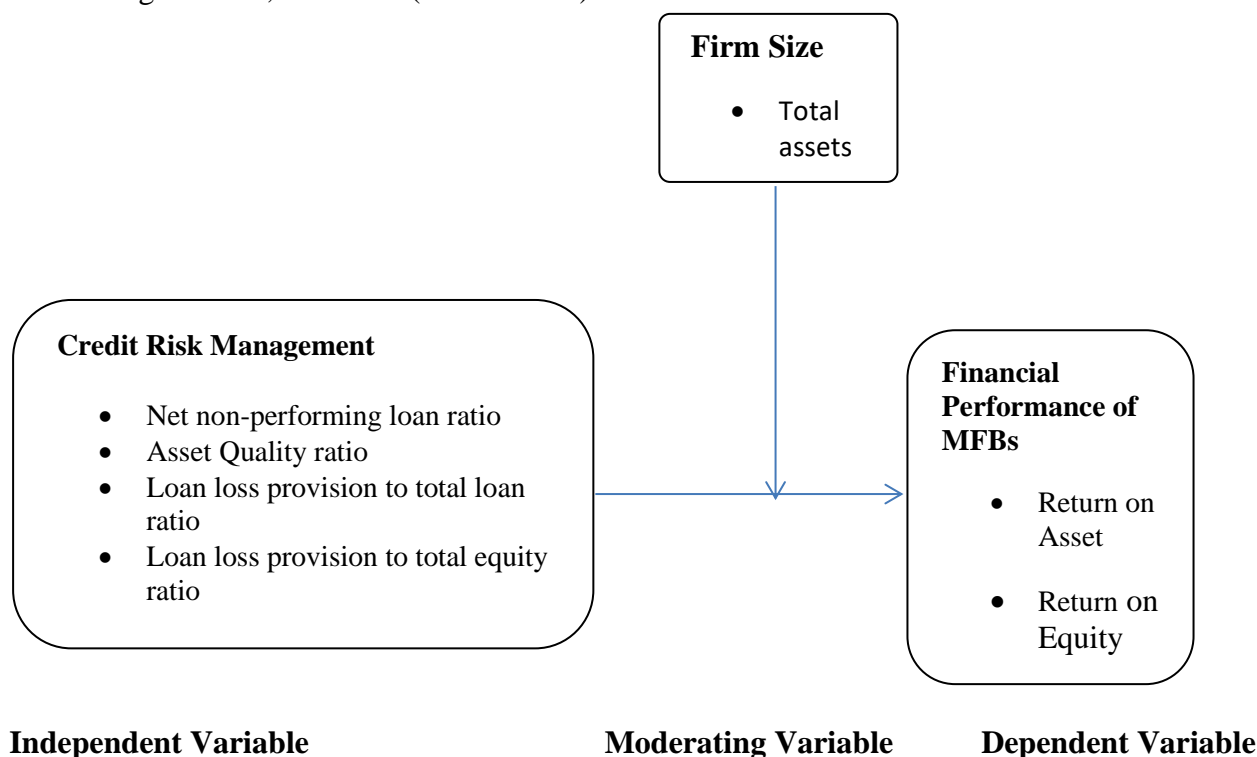 Firm Size
• Total
assets
Credit Risk Management
• Net non-performing loan ratio
• Asset Quality ratio
• Loan loss provision to total loan
ratio
• Loan loss provision to total equity
ratio
Financial
Performance of
MFBs
• Return on
Asset
• Return on
Equity
Independent Variable Moderating Variable Dependent Variable